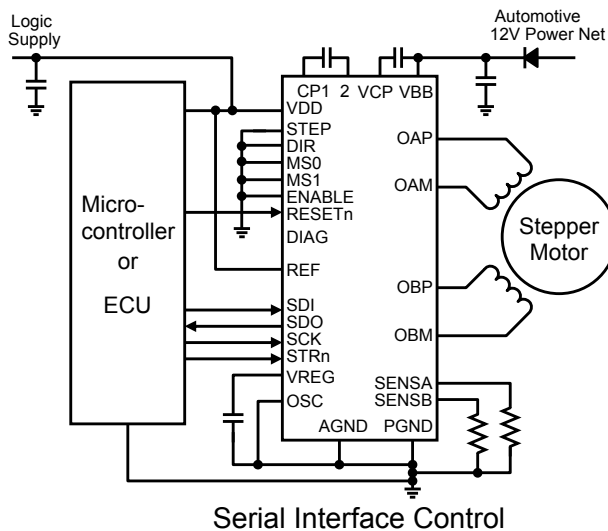 Logic
Supply
Automotive
12V Power Net
CP1 2 VCP VBB
VDD
STEP
DIR
MS0
MS1
ENABLE
RESETn
DIAG
REF
SDI
SDO
SCK
STRn
VREG
OSC
AGND PGND
OAP
OAM
OBP
OBM
SENSA
SENSB
Micro-
controller
or
ECU
Stepper
Motor
Serial Interface Control